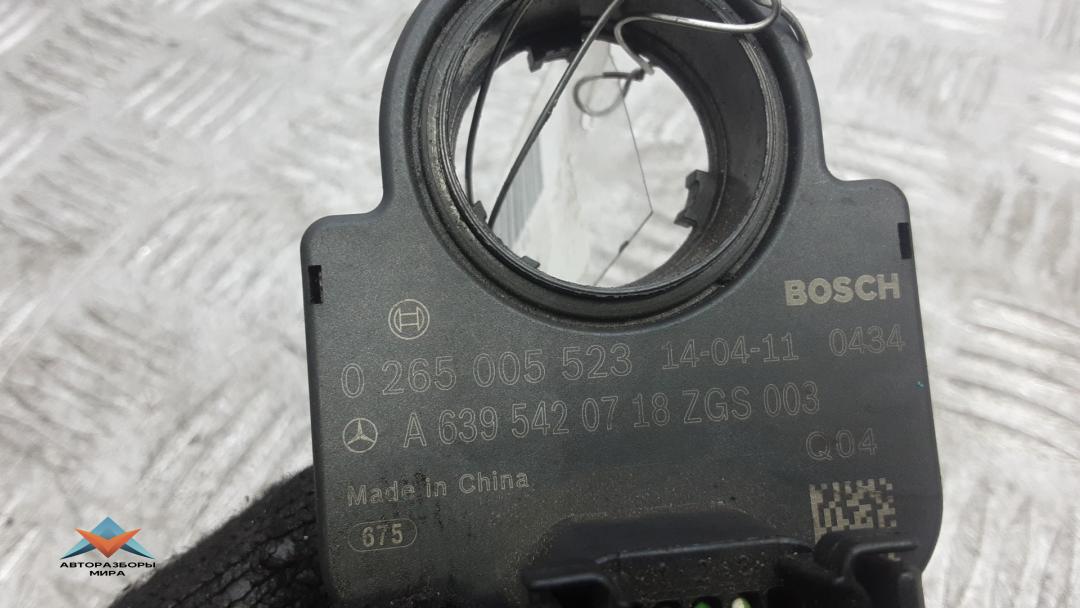 BOSCH
0 265 005 523 14-04-11 0434
A 639 542 07 18 ZGS 003
Q04
Made in China
675
АВТОРАЗБОРЫ
МИРА